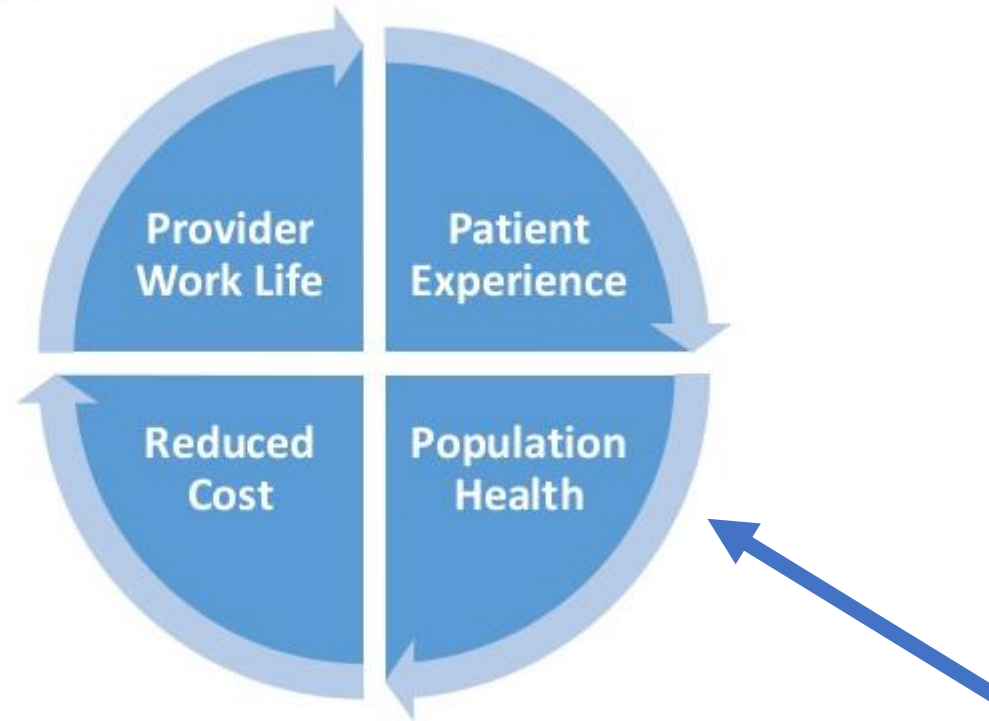 Provider
Work Life
Patient
Experience
Reduced
Cost
Population
Health